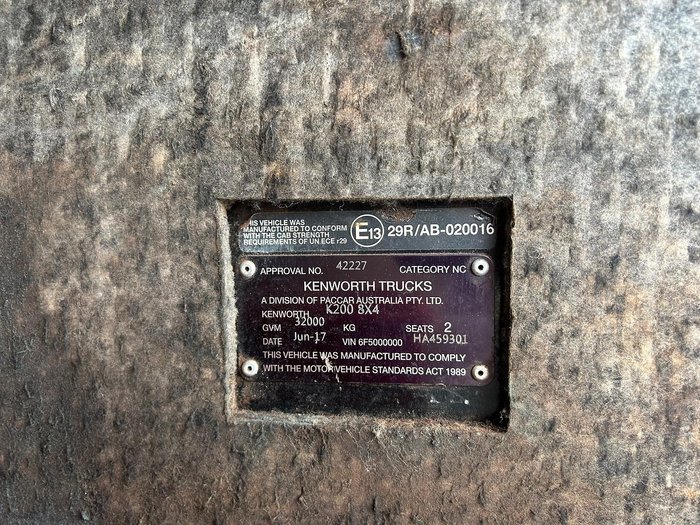 THIS VEHICLE WAS
MANUFACTURED TO CONFORM
WITH THE CAB STRENGTH
REQUIREMENTS OF UN ECE r29
E13 29R/AB-020016
APPROVAL NO. 42227 CATEGORY NC
KENWORTH TRUCKS
A DIVISION OF PACCAR AUSTRALIA PTY. LTD.
KENWORTH K200 8X4
GVM 32000 KG SEATS 2
DATE Jun-17 VIN 6F5000000 HA459301
THIS VEHICLE WAS MANUFACTURED TO COMPLY
WITH THE MOTOR VEHICLE STANDARDS ACT 1989